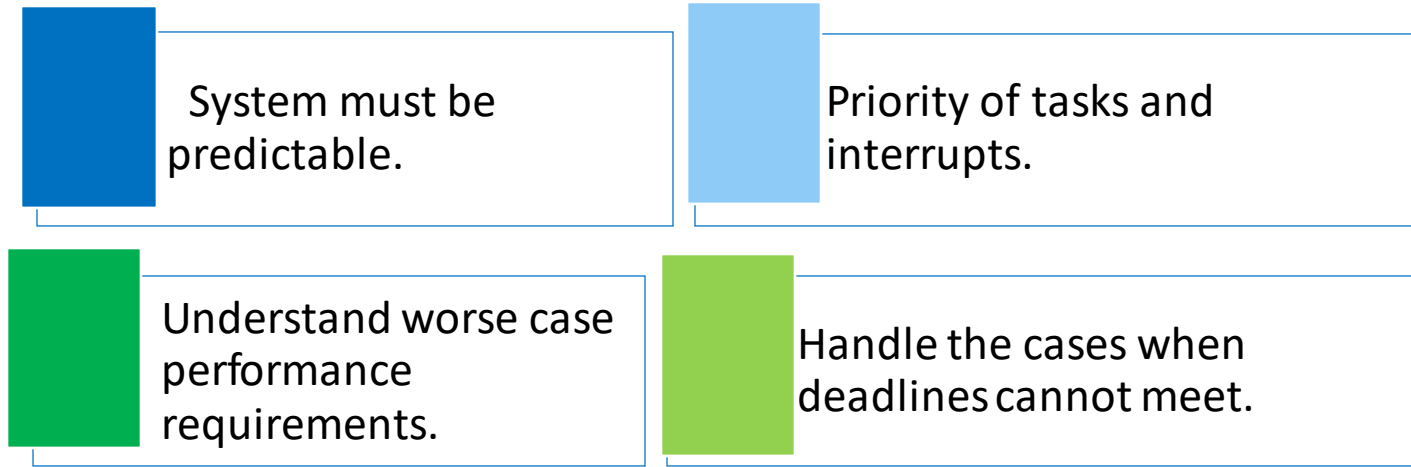 System must be
predictable.
Priority of tasks and
interrupts.
Understand worse case
performance
requirements.
Handle the cases when
deadlines cannot meet.